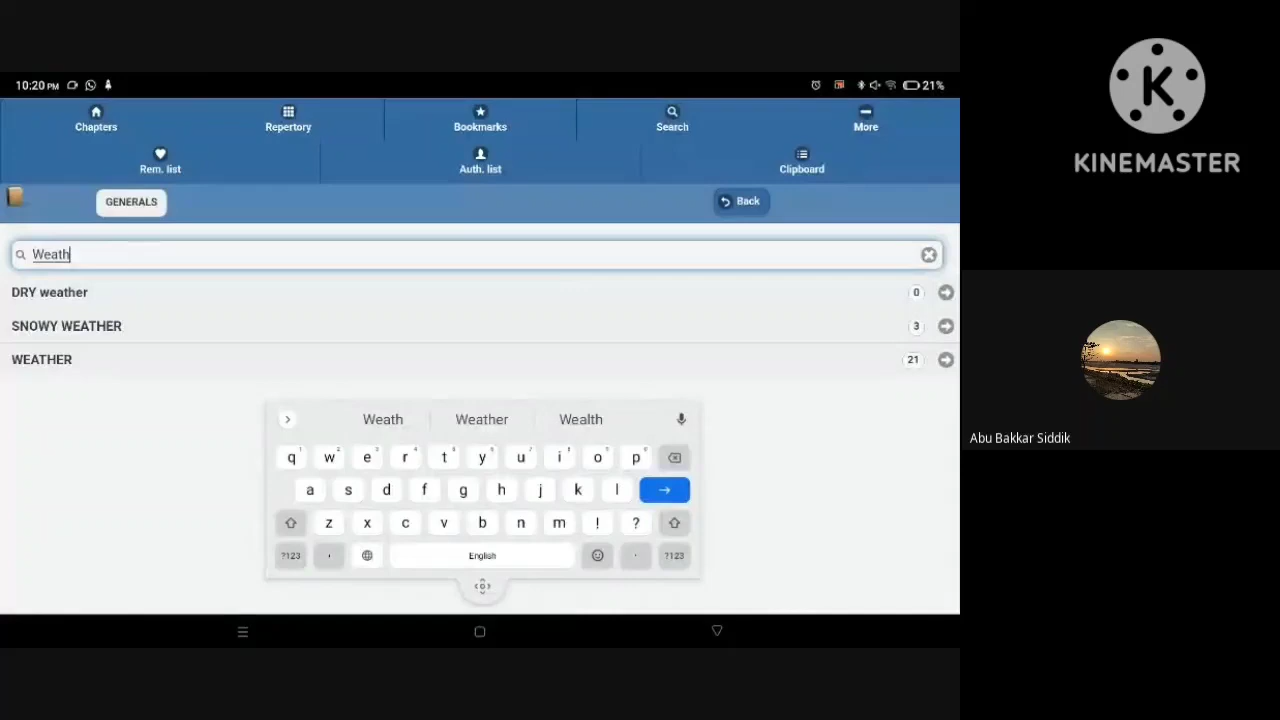 10:20 PM
21%
Chapters
Repertory
Bookmarks
Search
More
Rem. list
Auth. list
Clipboard
GENERALS
Back
Weath
DRY weather 0
SNOWY WEATHER 3
WEATHER 21
Weath Weather Wealth
q w e r t y u i o p
a s d f g h j k l
z x c v b n m ! ?
?123 , English . ?123
K
KINEMASTER
Abu Bakkar Siddik